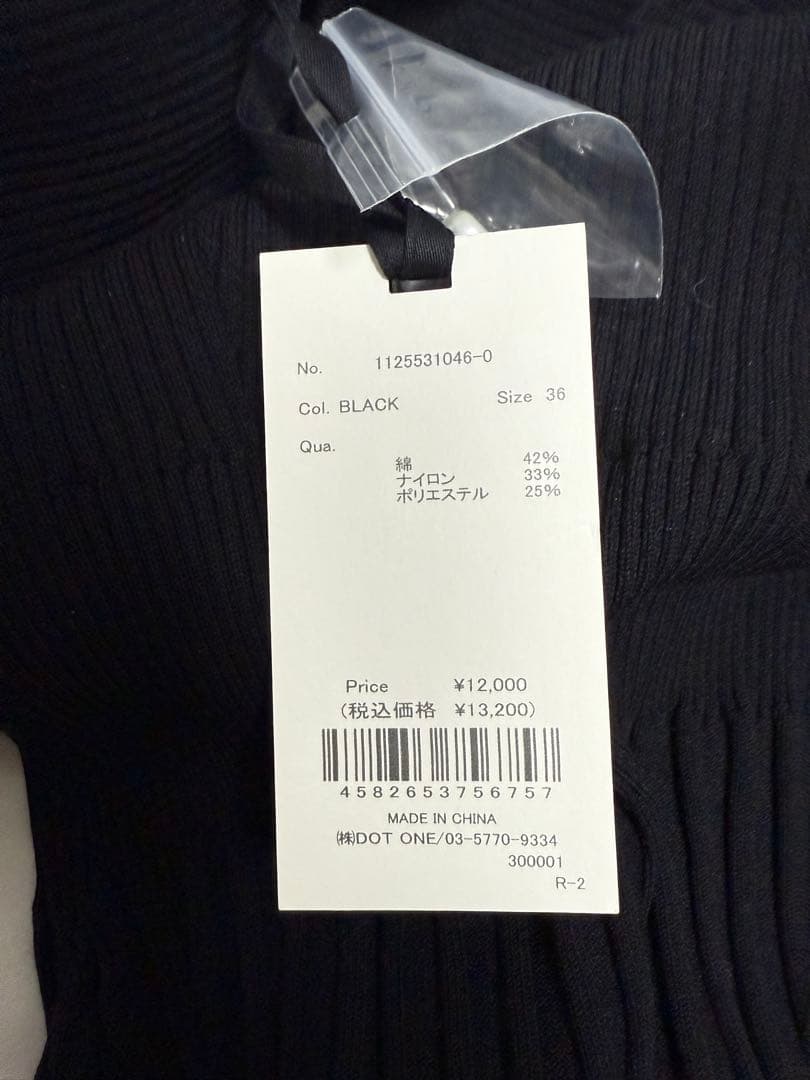 No. 1125531046-0
Col. BLACK Size 36
Qua.
綿 42%
ナイロン 33%
ポリエステル 25%
Price ¥12,000
(税込価格 ¥13,200)
4582653756757
MADE IN CHINA
㈱DOT ONE/03-5770-9334
300001
R-2